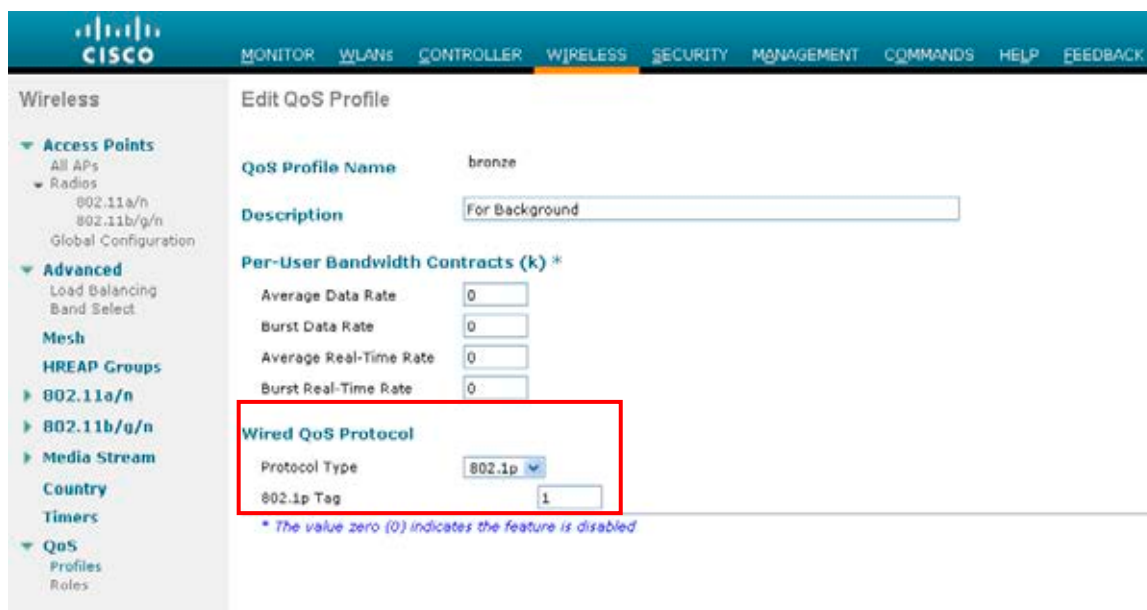 CISCO
MONITOR WLANs CONTROLLER WIRELESS SECURITY MANAGEMENT COMMANDS HELP FEEDBACK
Wireless
Access Points
All APs
Radios
802.11a/n
802.11b/g/n
Global Configuration
Advanced
Load Balancing
Band Select
Mesh
HREAP Groups
802.11a/n
802.11b/g/n
Media Stream
Country
Timers
QoS
Profiles
Roles
Edit QoS Profile
QoS Profile Name bronze
Description For Background
Per-User Bandwidth Contracts (k) *
Average Data Rate 0
Burst Data Rate 0
Average Real-Time Rate 0
Burst Real-Time Rate 0
Wired QoS Protocol
Protocol Type 802.1p
802.1p Tag 1
* The value zero (0) indicates the feature is disabled